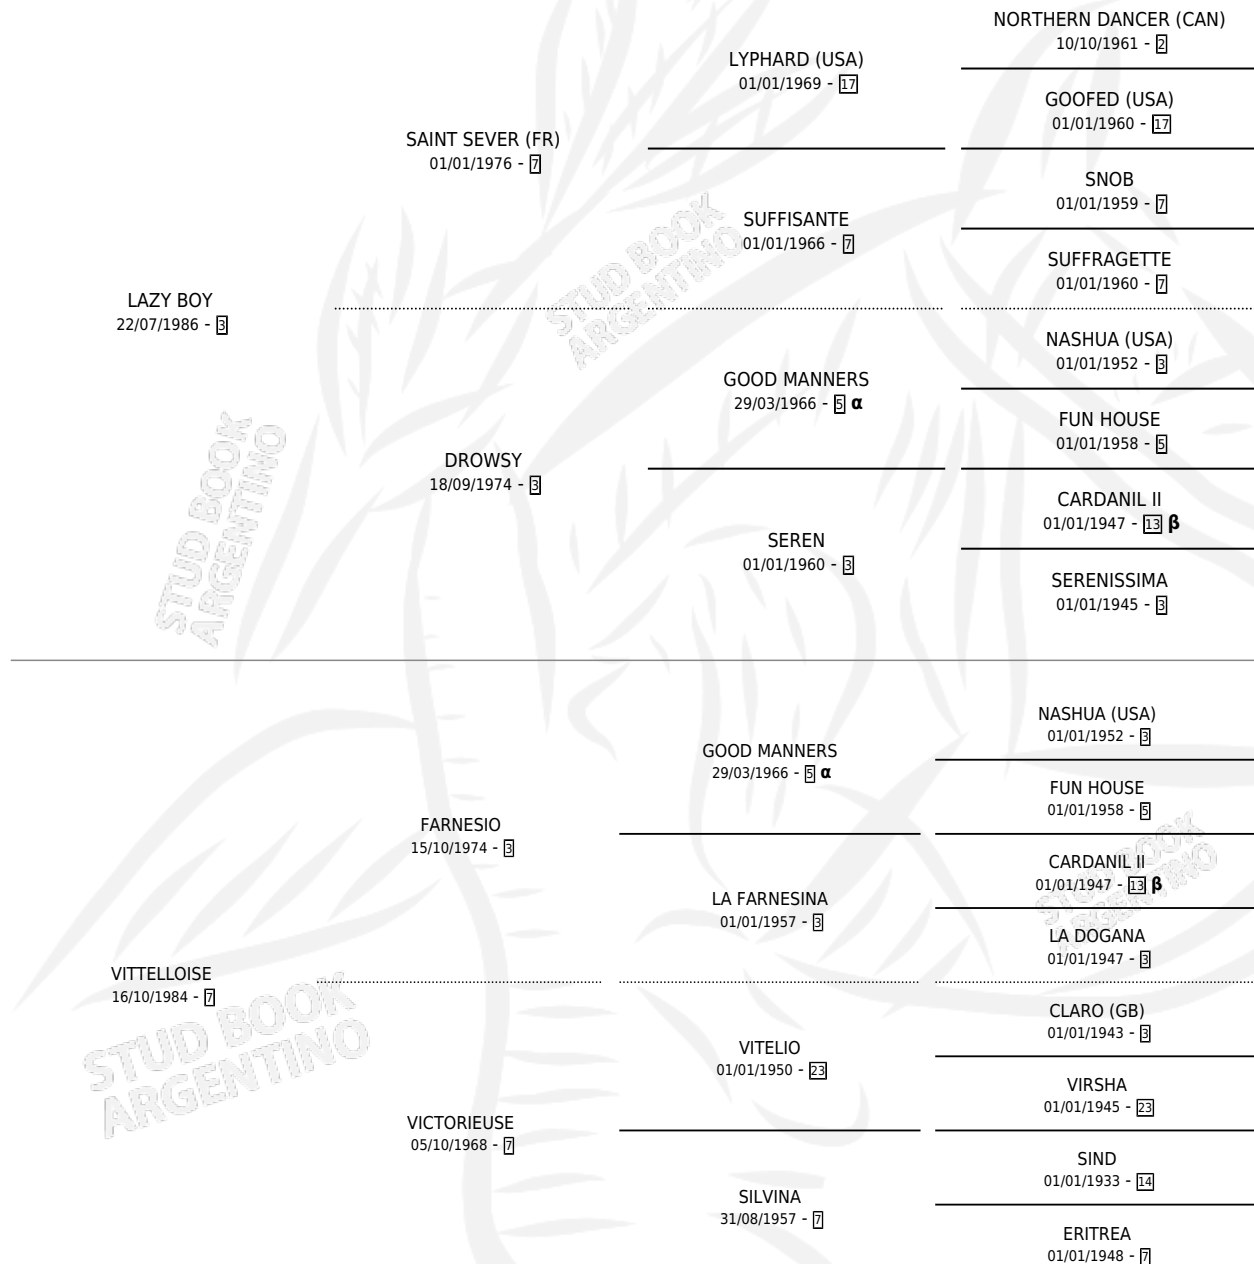 NORTHERN DANCER (CAN)
10/10/1961 - 2
LYPHARD (USA)
01/01/1969 - 17
GOOFED (USA)
01/01/1960 - 17
SAINT SEVER (FR)
01/01/1976 - 7
SNOB
01/01/1959 - 7
SUFFISANTE
01/01/1966 - 7
SUFFRAGETTE
01/01/1960 - 7
LAZY BOY
22/07/1986 - 3
NASHUA (USA)
01/01/1952 - 3
GOOD MANNERS
29/03/1966 - 5 α
FUN HOUSE
01/01/1958 - 5
DROWSY
18/09/1974 - 3
CARDANIL II
01/01/1947 - 13 β
SEREN
01/01/1960 - 3
SERENISSIMA
01/01/1945 - 3
NASHUA (USA)
01/01/1952 - 3
GOOD MANNERS
29/03/1966 - 5 α
FUN HOUSE
01/01/1958 - 5
FARNESIO
15/10/1974 - 3
CARDANIL II
01/01/1947 - 13 β
LA FARNESINA
01/01/1957 - 3
LA DOGANA
01/01/1947 - 3
VITTELLOISE
16/10/1984 - 7
CLARO (GB)
01/01/1943 - 3
VITELIO
01/01/1950 - 23
VIRSHA
01/01/1945 - 23
VICTORIEUSE
05/10/1968 - 7
SIND
01/01/1933 - 14
SILVINA
31/08/1957 - 7
ERITREA
01/01/1948 - 7
STUD BOOK
ARGENTINO
STUD BOOK
ARGENTINO
STUD BOOK
ARGENTINO
STUD BOOK
ARGENTINO